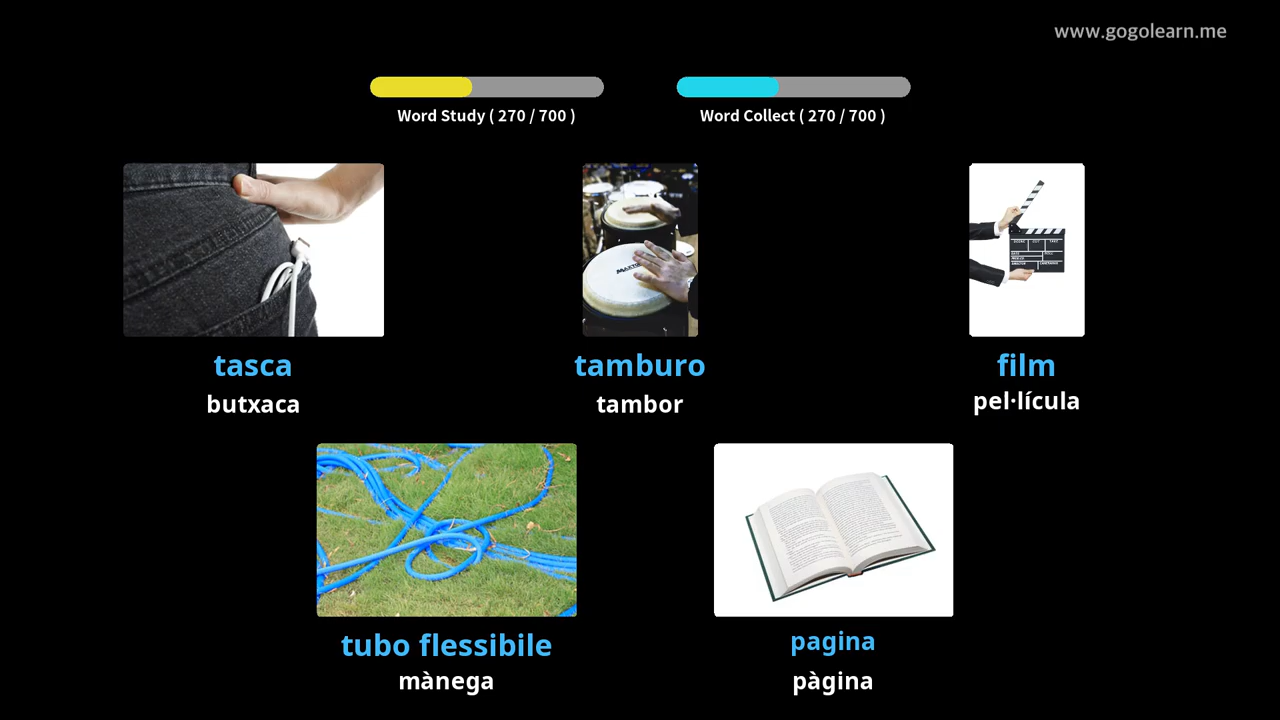 www.gogolearn.me
Word Study ( 270 / 700 )
Word Collect ( 270 / 700 )
tasca
butxaca
tamburo
tambor
film
pel·lícula
tubo flessibile
mànega
pagina
pàgina